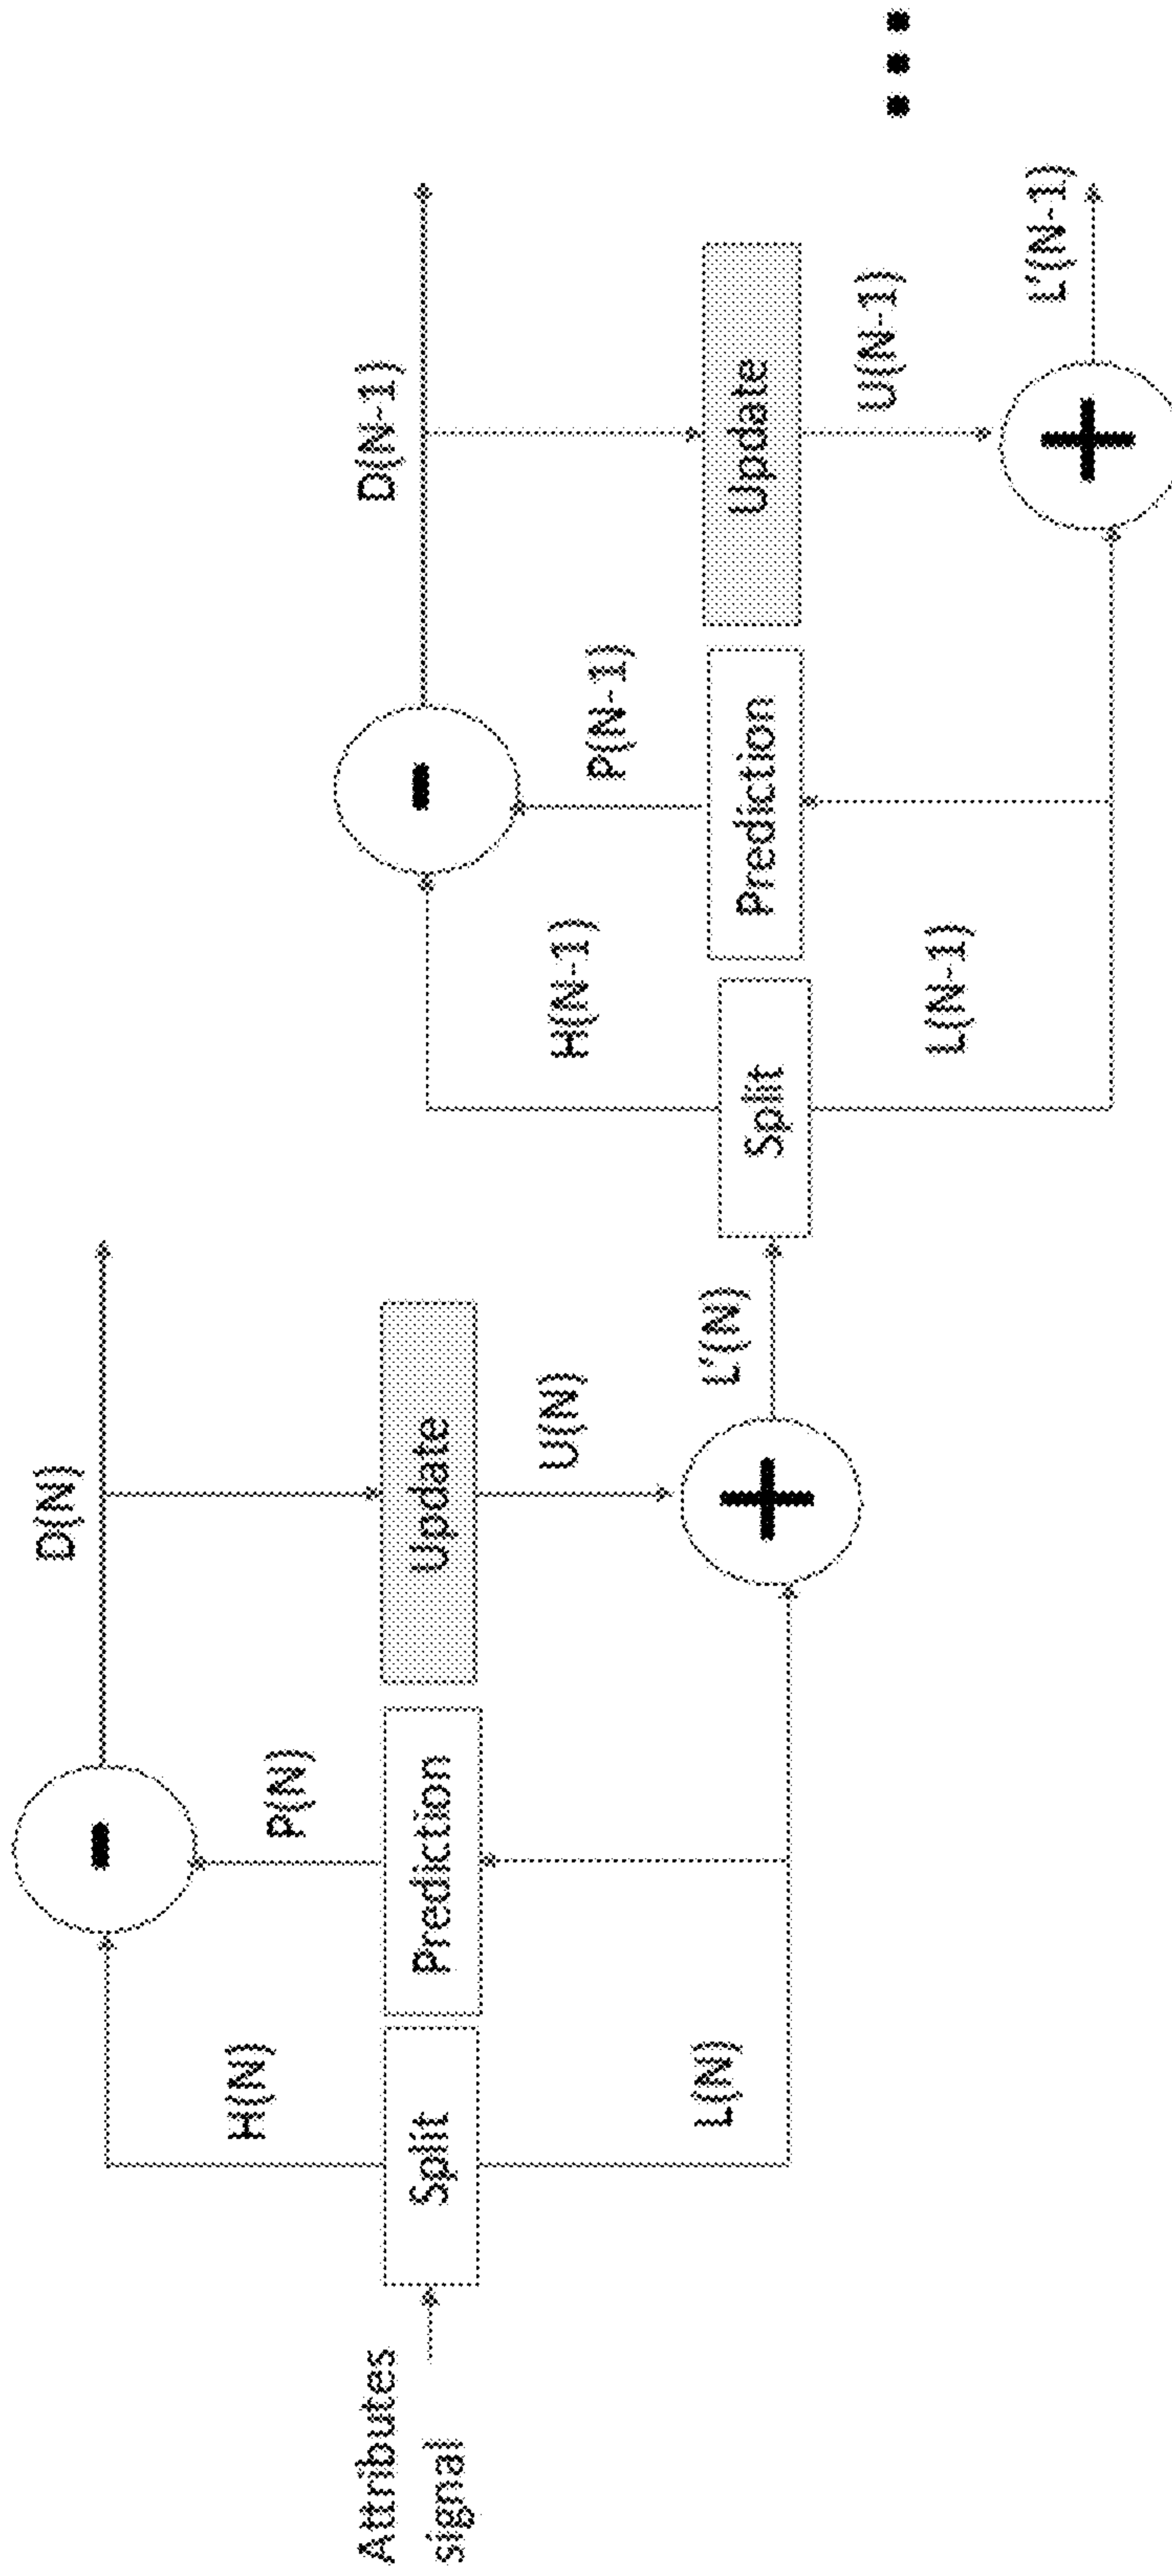 Attributes
signal
Split
H(N)
L(N)
Prediction
P(N)
D(N)
Update
U(N)
L'(N)
Split
H(N-1)
L(N-1)
Prediction
P(N-1)
D(N-1)
Update
U(N-1)
L'(N-1)